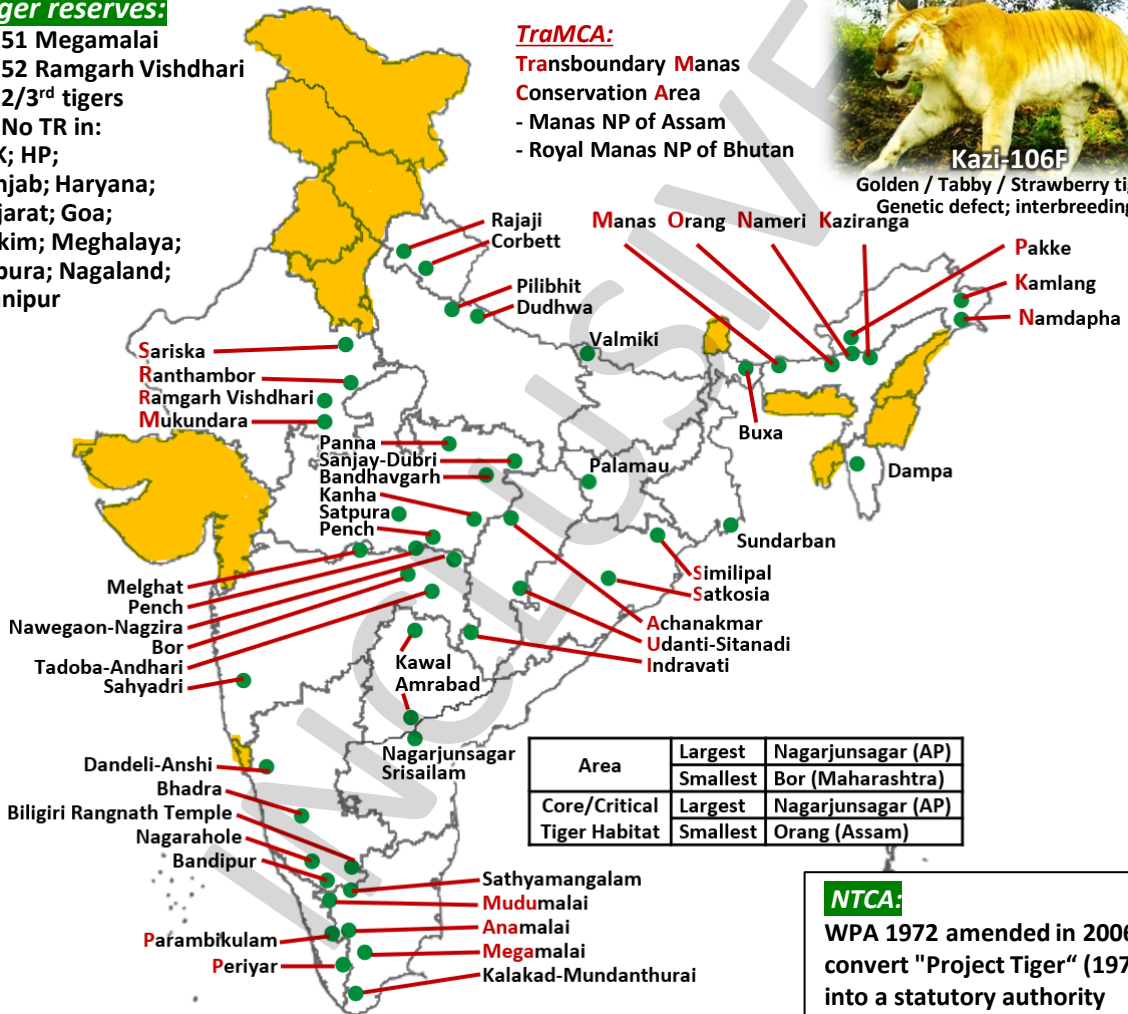 ger reserves:
51 Megamalai
52 Ramgarh Vishdhari
2/3rd tigers
No TR in:
K; HP;
njab; Haryana;
jarat; Goa;
kim; Meghalaya;
pura; Nagaland;
nipur
TraMCA:
Transboundary Manas
Conservation Area
- Manas NP of Assam
- Royal Manas NP of Bhutan
Kazi-106F
Golden / Tabby / Strawberry tig
Genetic defect; interbreeding
Rajaji
Corbett
Pilibhit
Dudhwa
Manas Orang Nameri Kaziranga
Pakke
Kamlang
Namdapha
Valmiki
Buxa
Dampa
Sariska
Ranthambor
Ramgarh Vishdhari
Mukundara
Panna
Sanjay-Dubri
Bandhavgarh
Kanha
Satpura
Pench
Palamau
Sundarban
Similipal
Satkosia
Achanakmar
Udanti-Sitanadi
Indravati
Melghat
Pench
Nawegaon-Nagzira
Bor
Tadoba-Andhari
Sahyadri
Kawal
Amrabad
Nagarjunsagar
Srisailam
Dandeli-Anshi
Bhadra
Biligiri Rangnath Temple
Nagarahole
Bandipur
Parambikulam
Periyar
Sathyamangalam
Mudumalai
Anamalai
Megamalai
Kalakad-Mundanthurai
Area Largest Nagarjunsagar (AP)
Smallest Bor (Maharashtra)
Core/Critical Tiger Habitat Largest Nagarjunsagar (AP)
Smallest Orang (Assam)
NTCA:
WPA 1972 amended in 2006
convert "Project Tiger“ (197
into a statutory authority
INCLUSIVE